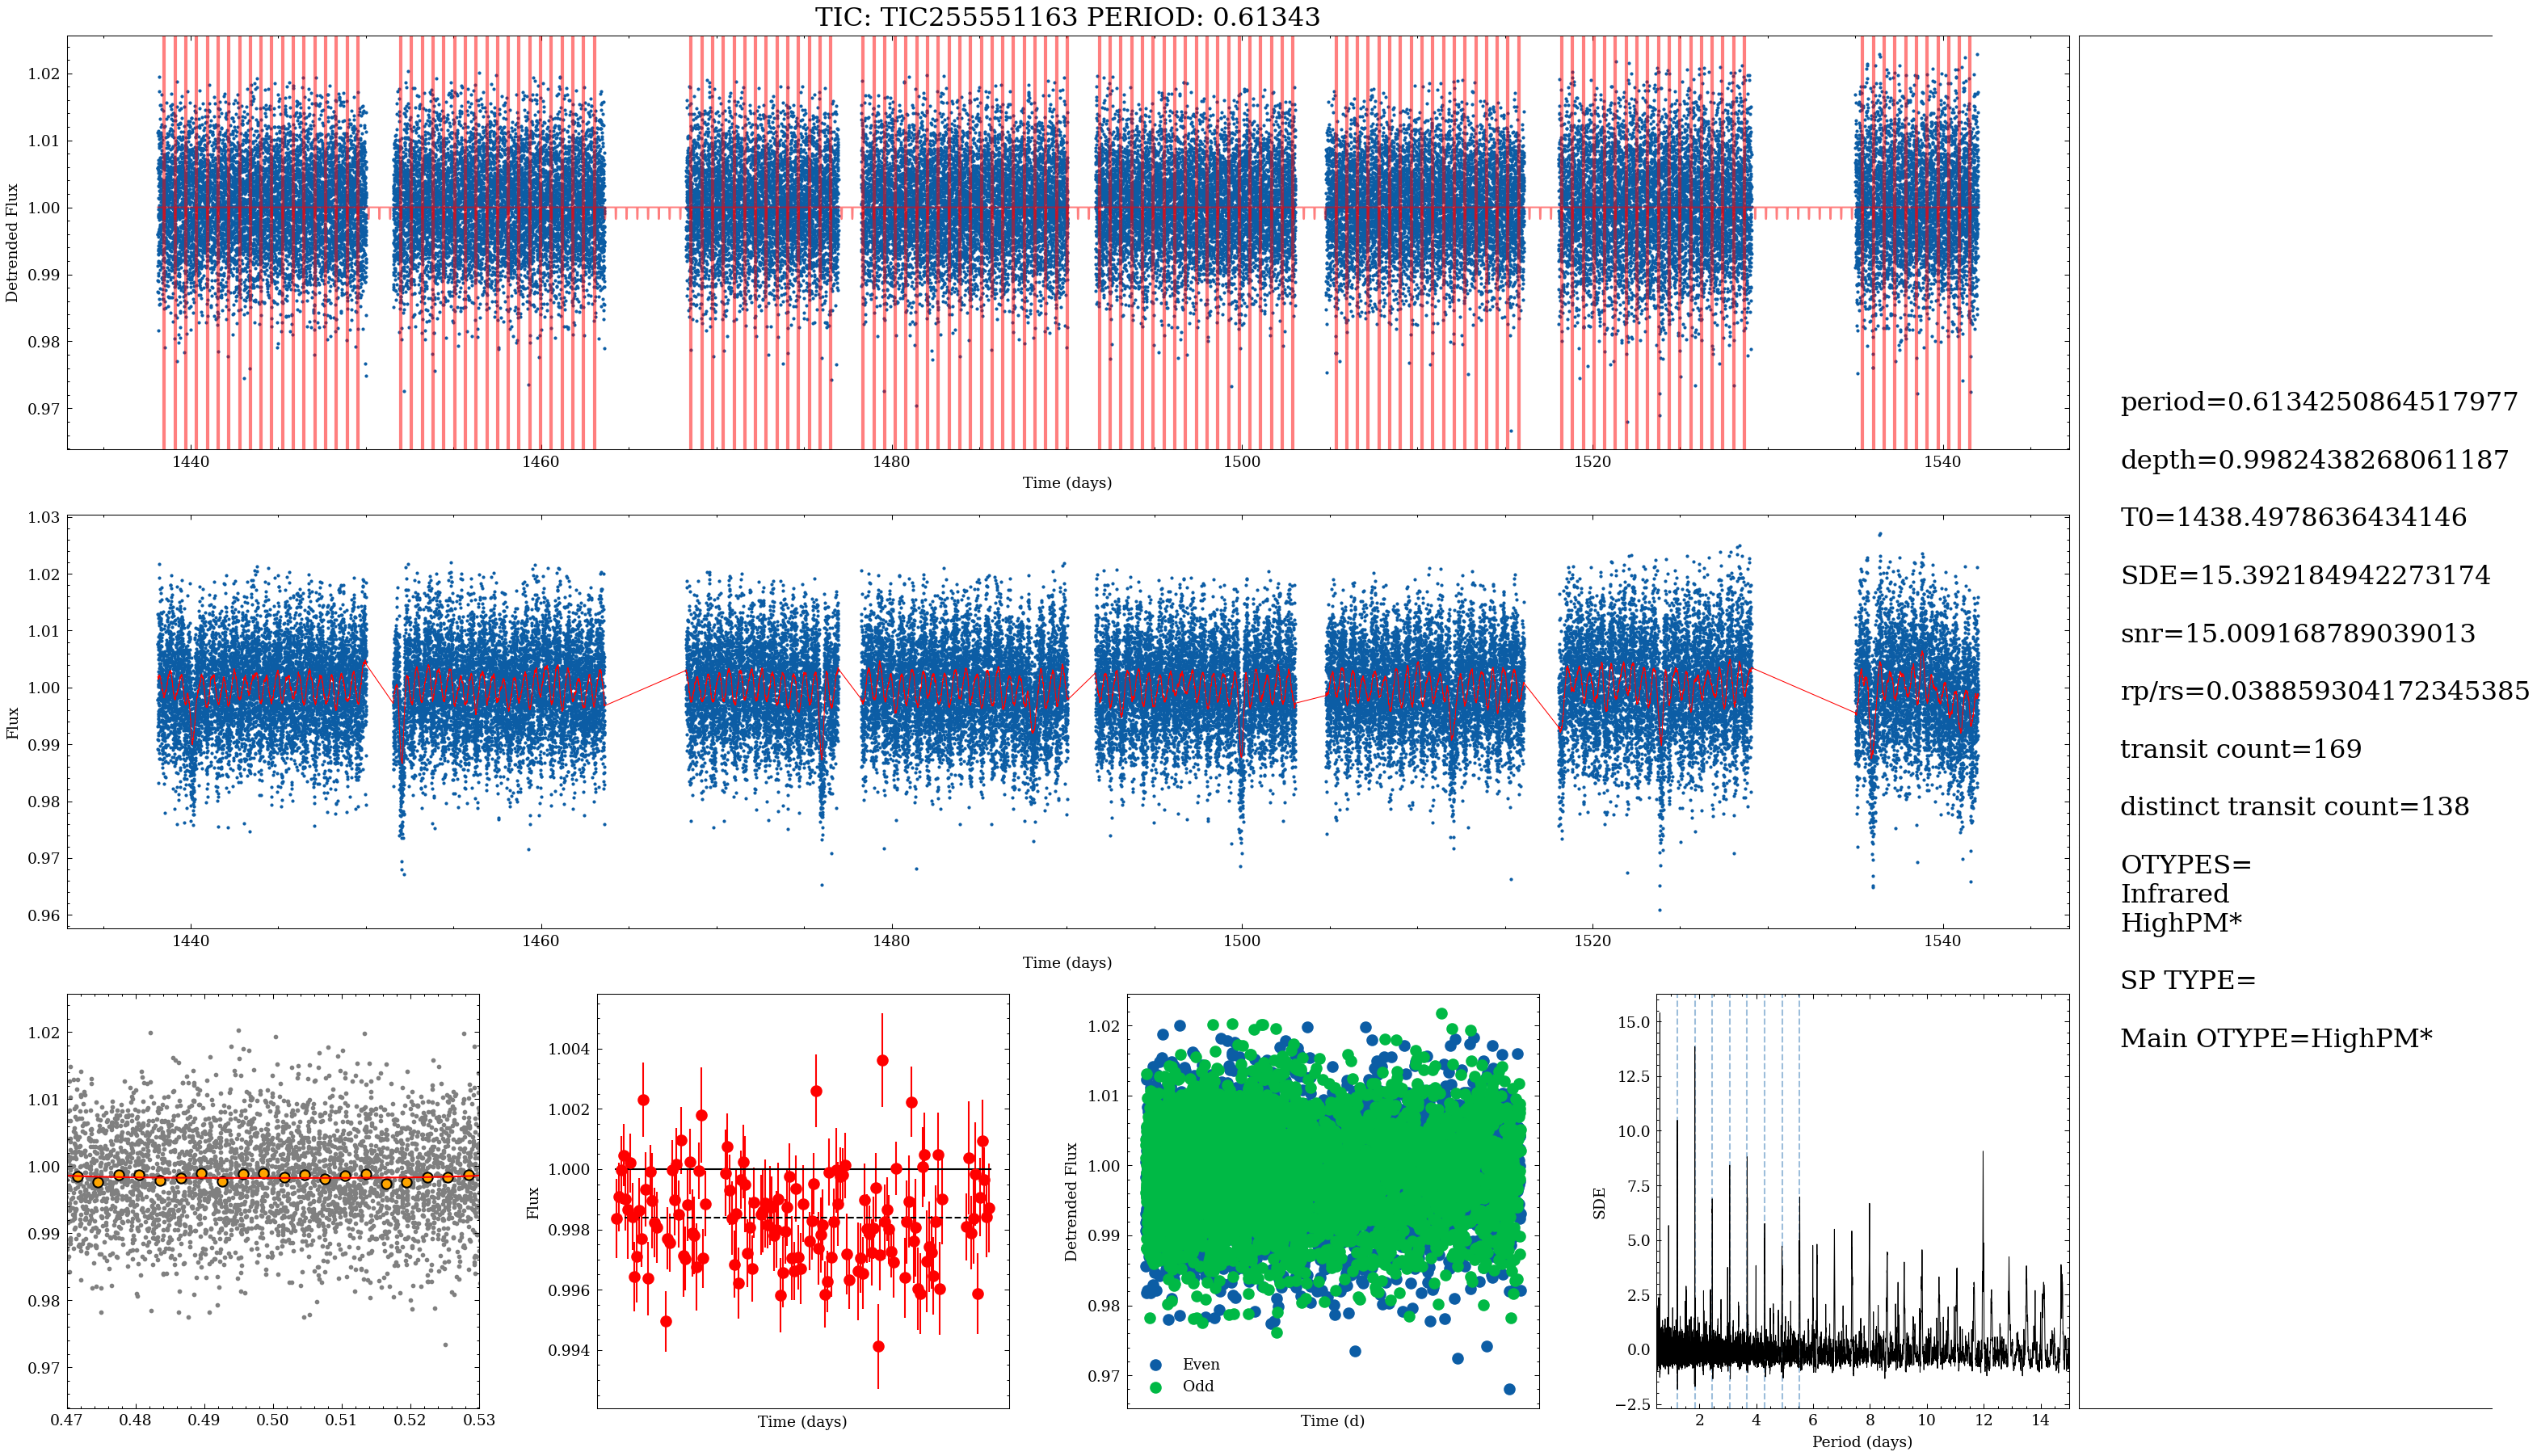 TIC: TIC255551163 PERIOD: 0.61343
1.02
1.01
1.00
0.99
0.98
0.97
Detrended Flux
1440
1460
1480
1500
1520
1540
Time (days)
1.03
1.02
1.01
1.00
0.99
0.98
0.97
0.96
Flux
1440
1460
1480
1500
1520
1540
Time (days)
1.02
1.01
1.00
0.99
0.98
0.97
0.47
0.48
0.49
0.50
0.51
0.52
0.53
1.004
1.002
1.000
0.998
0.996
0.994
Flux
Time (days)
1.02
1.01
1.00
0.99
0.98
0.97
Detrended Flux
Even
Odd
Time (d)
15.0
12.5
10.0
7.5
5.0
2.5
0.0
−2.5
SDE
2
4
6
8
10
12
14
Period (days)
period=0.6134250864517977
depth=0.9982438268061187
T0=1438.4978636434146
SDE=15.392184942273174
snr=15.009168789039013
rp/rs=0.038859304172345385
transit count=169
distinct transit count=138
OTYPES=
Infrared
HighPM*
SP TYPE=
Main OTYPE=HighPM*